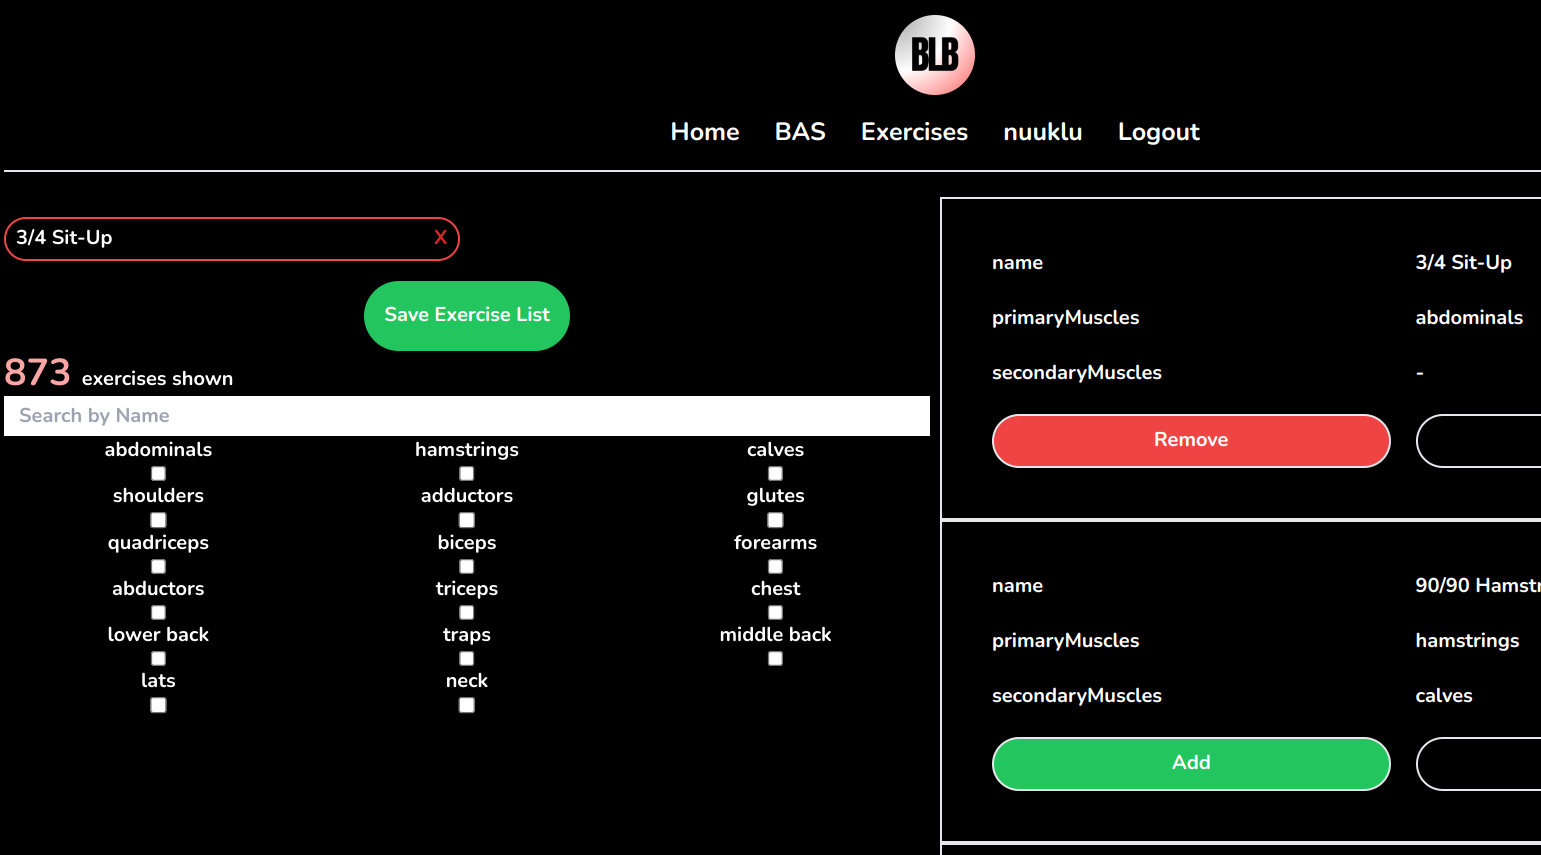 BLB
Home BAS Exercises nuuklu Logout
3/4 Sit-Up X
Save Exercise List
873 exercises shown
Search by Name
abdominals hamstrings calves
shoulders adductors glutes
quadriceps biceps forearms
abductors triceps chest
lower back traps middle back
lats neck
name 3/4 Sit-Up
primaryMuscles abdominals
secondaryMuscles -
Remove
name 90/90 Hamstr
primaryMuscles hamstrings
secondaryMuscles calves
Add